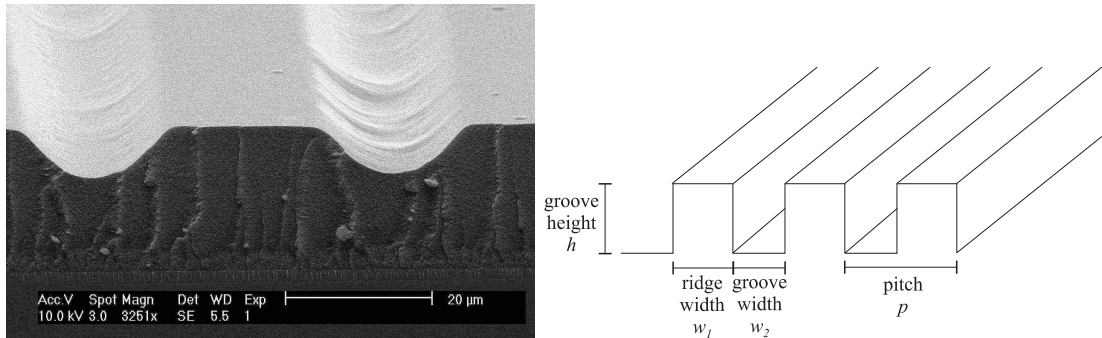 Acc.V Spot Magn Det WD Exp
20 µm
10.0 kV 3.0 3251x SE 5.5 1
groove
height
h
ridge
width
w₁
groove
width
w₂
pitch
p